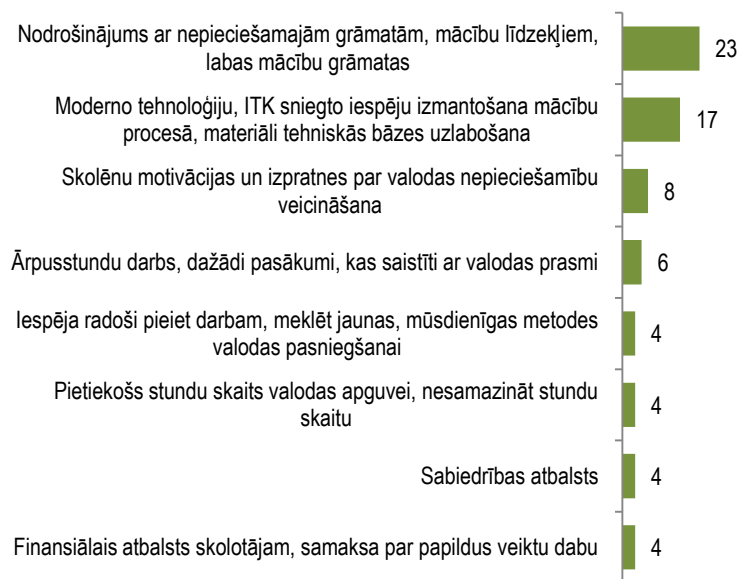 Nodrošinājums ar nepieciešamajām grāmatām, mācību līdzekļiem,
labas mācību grāmatas
23
Moderno tehnoloģiju, ITK sniegto iespēju izmantošana mācību
procesā, materiāli tehniskās bāzes uzlabošana
17
Skolēnu motivācijas un izpratnes par valodas nepieciešamību
veicināšana
8
Ārpusstundu darbs, dažādi pasākumi, kas saistīti ar valodas prasmi
6
Iespēja radoši pieiet darbam, meklēt jaunas, mūsdienīgas metodes
valodas pasniegšanai
4
Pietiekošs stundu skaits valodas apguvei, nesamazināt stundu
skaitu
4
Sabiedrības atbalsts
4
Finansiālais atbalsts skolotājam, samaksa par papildus veiktu dabu
4